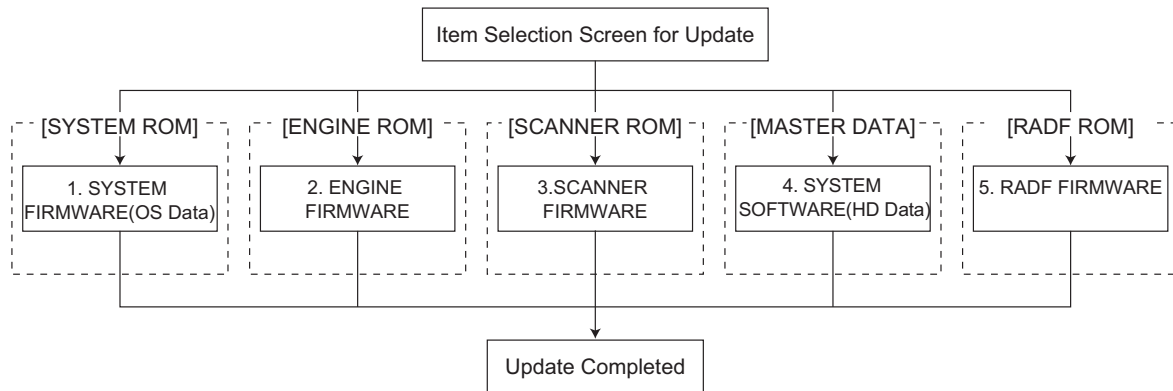 Item Selection Screen for Update
[SYSTEM ROM]
[ENGINE ROM]
[SCANNER ROM]
[MASTER DATA]
[RADF ROM]
1. SYSTEM
FIRMWARE(OS Data)
2. ENGINE
FIRMWARE
3.SCANNER
FIRMWARE
4. SYSTEM
SOFTWARE(HD Data)
5. RADF FIRMWARE
Update Completed